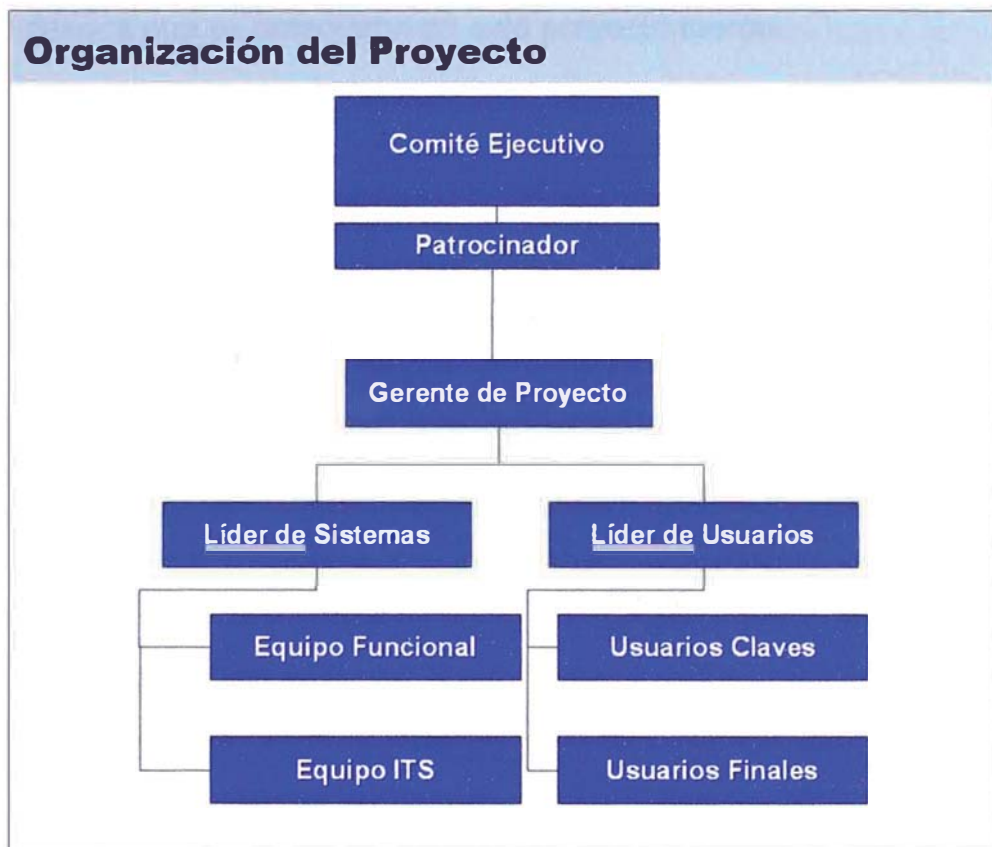 Organización del Proyecto
Comité Ejecutivo
Patrocinador
Gerente de Proyecto
Líder de Sistemas
Líder de Usuarios
Equipo Funcional
Usuarios Claves
Equipo ITS
Usuarios Finales